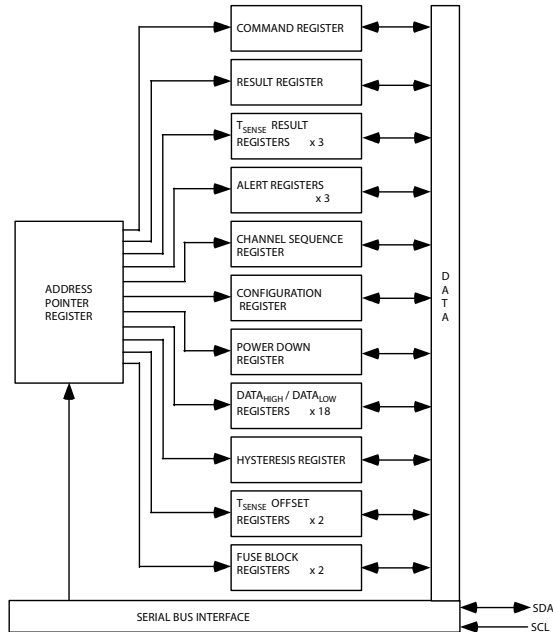 COMMAND REGISTER
RESULT REGISTER
TSENSE RESULT
REGISTERS x 3
ALERT REGISTERS
x 3
CHANNEL SEQUENCE
REGISTER
ADDRESS
POINTER
REGISTER
CONFIGURATION
REGISTER
D
A
T
A
POWER DOWN
REGISTER
DATAHIGH / DATALOW
REGISTERS x 18
HYSTERESIS REGISTER
TSENSE OFFSET
REGISTERS x 2
FUSE BLOCK
REGISTERS x 2
SERIAL BUS INTERFACE
SDA
SCL